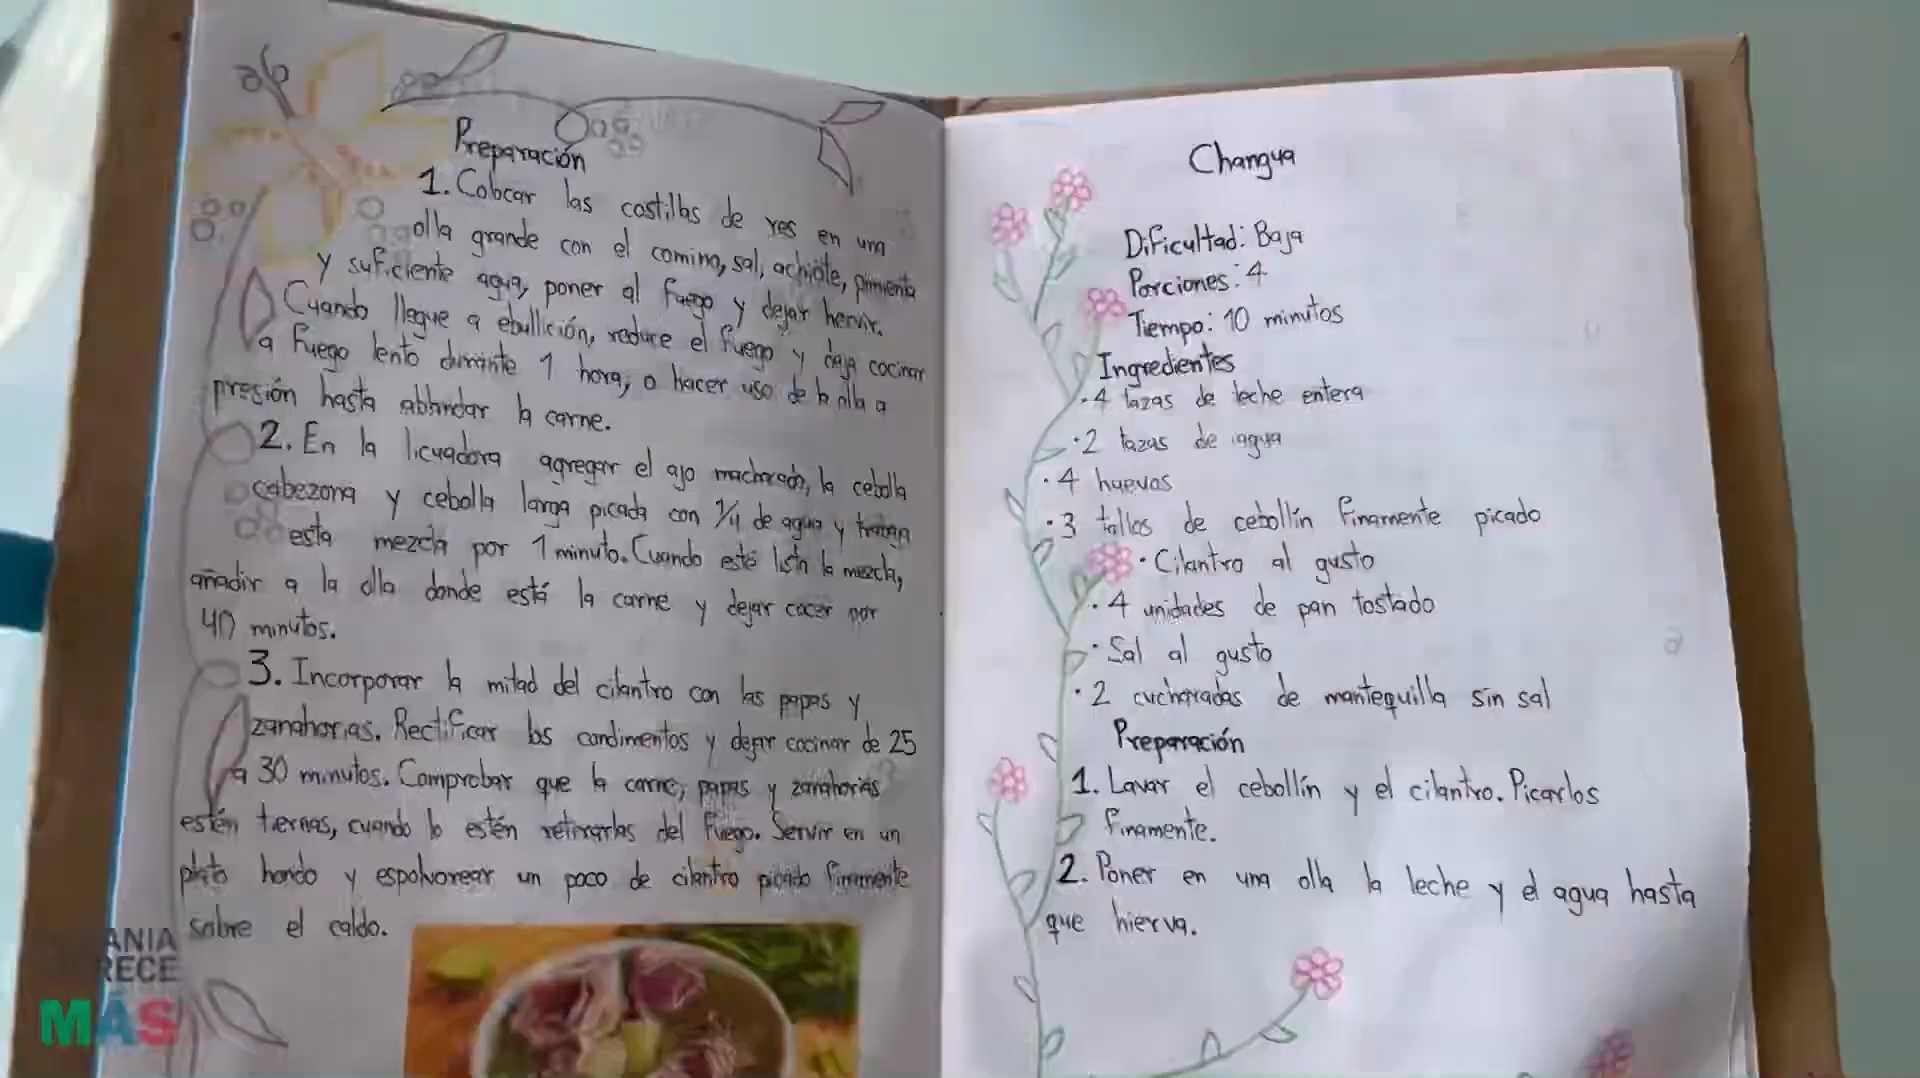 Preparación
1. Colocar las costillas de res en una
olla grande con el comino, sal, achiote, pimienta
y suficiente agua, poner al fuego y dejar hervir.
Cuando llegue a ebullición, reduce el fuego y deja cocinar
a fuego lento durante 1 hora, o hacer uso de la olla a
presión hasta ablandar la carne.
2. En la licuadora agregar el ajo machacado, la cebolla
cabezona y cebolla larga picada con 1/4 de agua y
esta mezcla por 1 minuto. Cuando esté lista la mezcla,
añadir a la olla donde está la carne y dejar cocer por
40 minutos.
3. Incorporar la mitad del cilantro con las papas y
zanahorias. Rectificar los condimentos y dejar cocinar de 25
a 30 minutos. Comprobar que la carne, papas y zanahorias
estén tiernas, cuando lo estén retirarlas del fuego. Servir en un
plato hondo y espolvorear un poco de cilantro picado finamente
sobre el caldo.
Changua
Dificultad: Baja
Porciones: 4
Tiempo: 10 minutos
Ingredientes
· 4 tazas de leche entera
· 2 tazas de agua
· 4 huevos
· 3 tallos de cebollín finamente picado
· Cilantro al gusto
· 4 unidades de pan tostado
· Sal al gusto
· 2 cucharadas de mantequilla sin sal
Preparación
1. Lavar el cebollín y el cilantro. Picarlos
finamente.
2. Poner en una olla la leche y el agua hasta
que hierva.
MÁS